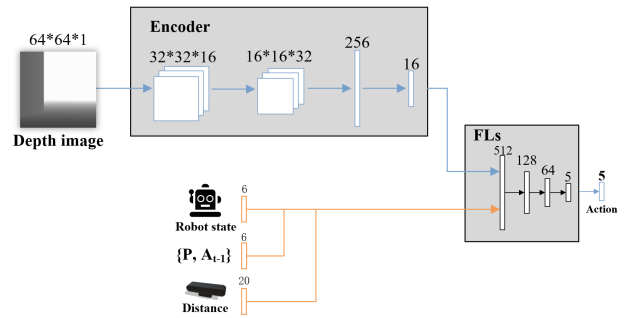 Encoder
64*64*1
32*32*16
16*16*32
256
16
Depth image
FLs
512
128
64
5
5
Action
6
Robot state
6
{P, A_{t-1}}
20
Distance